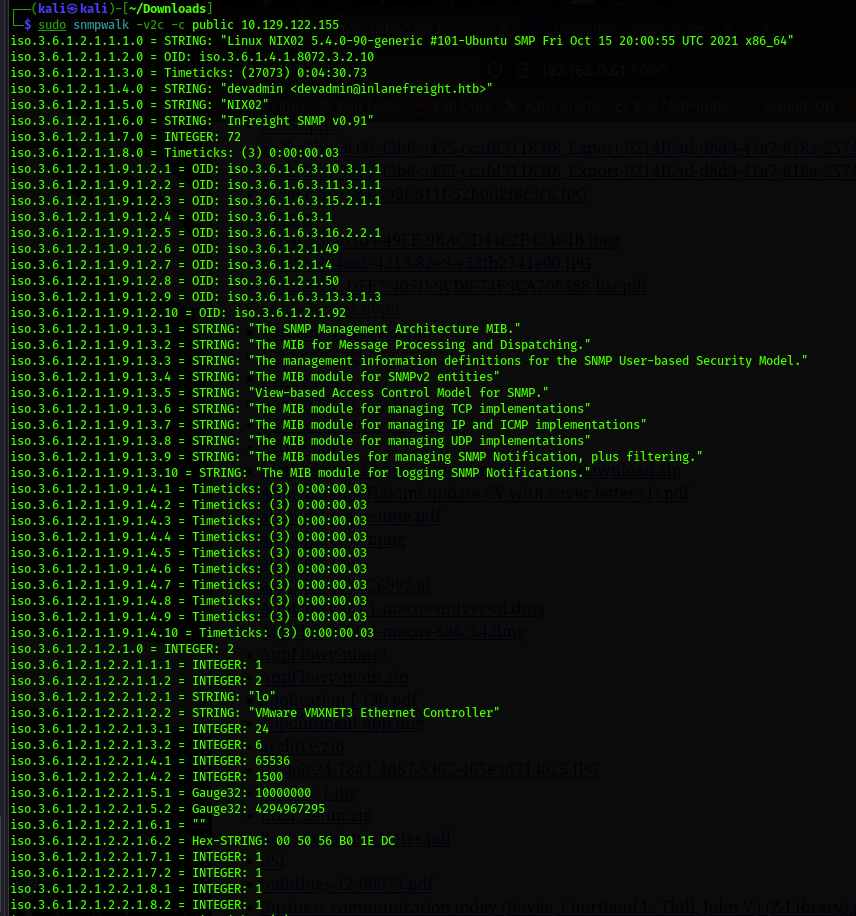 ┌──(kali㉿kali)-[~/Downloads]
└─$ sudo snmpwalk -v2c -c public 10.129.122.155
iso.3.6.1.2.1.1.1.0 = STRING: "Linux NIX02 5.4.0-90-generic #101-Ubuntu SMP Fri Oct 15 20:00:55 UTC 2021 x86_64"
iso.3.6.1.2.1.1.2.0 = OID: iso.3.6.1.4.1.8072.3.2.10
iso.3.6.1.2.1.1.3.0 = Timeticks: (27073) 0:04:30.73
iso.3.6.1.2.1.1.4.0 = STRING: "devadmin <devadmin@inlanefreight.htb>"
iso.3.6.1.2.1.1.5.0 = STRING: "NIX02"
iso.3.6.1.2.1.1.6.0 = STRING: "InFreight SNMP v0.91"
iso.3.6.1.2.1.1.7.0 = INTEGER: 72
iso.3.6.1.2.1.1.8.0 = Timeticks: (3) 0:00:00.03
iso.3.6.1.2.1.1.9.1.2.1 = OID: iso.3.6.1.6.3.10.3.1.1
iso.3.6.1.2.1.1.9.1.2.2 = OID: iso.3.6.1.6.3.11.3.1.1
iso.3.6.1.2.1.1.9.1.2.3 = OID: iso.3.6.1.6.3.15.2.1.1
iso.3.6.1.2.1.1.9.1.2.4 = OID: iso.3.6.1.6.3.1
iso.3.6.1.2.1.1.9.1.2.5 = OID: iso.3.6.1.6.3.16.2.2.1
iso.3.6.1.2.1.1.9.1.2.6 = OID: iso.3.6.1.2.1.49
iso.3.6.1.2.1.1.9.1.2.7 = OID: iso.3.6.1.2.1.4
iso.3.6.1.2.1.1.9.1.2.8 = OID: iso.3.6.1.2.1.50
iso.3.6.1.2.1.1.9.1.2.9 = OID: iso.3.6.1.6.3.13.3.1.3
iso.3.6.1.2.1.1.9.1.2.10 = OID: iso.3.6.1.2.1.92
iso.3.6.1.2.1.1.9.1.3.1 = STRING: "The SNMP Management Architecture MIB."
iso.3.6.1.2.1.1.9.1.3.2 = STRING: "The MIB for Message Processing and Dispatching."
iso.3.6.1.2.1.1.9.1.3.3 = STRING: "The management information definitions for the SNMP User-based Security Model."
iso.3.6.1.2.1.1.9.1.3.4 = STRING: "The MIB module for SNMPv2 entities"
iso.3.6.1.2.1.1.9.1.3.5 = STRING: "View-based Access Control Model for SNMP."
iso.3.6.1.2.1.1.9.1.3.6 = STRING: "The MIB module for managing TCP implementations"
iso.3.6.1.2.1.1.9.1.3.7 = STRING: "The MIB module for managing IP and ICMP implementations"
iso.3.6.1.2.1.1.9.1.3.8 = STRING: "The MIB module for managing UDP implementations"
iso.3.6.1.2.1.1.9.1.3.9 = STRING: "The MIB modules for managing SNMP Notification, plus filtering."
iso.3.6.1.2.1.1.9.1.3.10 = STRING: "The MIB module for logging SNMP Notifications."
iso.3.6.1.2.1.1.9.1.4.1 = Timeticks: (3) 0:00:00.03
iso.3.6.1.2.1.1.9.1.4.2 = Timeticks: (3) 0:00:00.03
iso.3.6.1.2.1.1.9.1.4.3 = Timeticks: (3) 0:00:00.03
iso.3.6.1.2.1.1.9.1.4.4 = Timeticks: (3) 0:00:00.03
iso.3.6.1.2.1.1.9.1.4.5 = Timeticks: (3) 0:00:00.03
iso.3.6.1.2.1.1.9.1.4.6 = Timeticks: (3) 0:00:00.03
iso.3.6.1.2.1.1.9.1.4.7 = Timeticks: (3) 0:00:00.03
iso.3.6.1.2.1.1.9.1.4.8 = Timeticks: (3) 0:00:00.03
iso.3.6.1.2.1.1.9.1.4.9 = Timeticks: (3) 0:00:00.03
iso.3.6.1.2.1.1.9.1.4.10 = Timeticks: (3) 0:00:00.03
iso.3.6.1.2.1.2.1.0 = INTEGER: 2
iso.3.6.1.2.1.2.2.1.1.1 = INTEGER: 1
iso.3.6.1.2.1.2.2.1.1.2 = INTEGER: 2
iso.3.6.1.2.1.2.2.1.2.1 = STRING: "lo"
iso.3.6.1.2.1.2.2.1.2.2 = STRING: "VMware VMXNET3 Ethernet Controller"
iso.3.6.1.2.1.2.2.1.3.1 = INTEGER: 24
iso.3.6.1.2.1.2.2.1.3.2 = INTEGER: 6
iso.3.6.1.2.1.2.2.1.4.1 = INTEGER: 65536
iso.3.6.1.2.1.2.2.1.4.2 = INTEGER: 1500
iso.3.6.1.2.1.2.2.1.5.1 = Gauge32: 10000000
iso.3.6.1.2.1.2.2.1.5.2 = Gauge32: 4294967295
iso.3.6.1.2.1.2.2.1.6.1 = ""
iso.3.6.1.2.1.2.2.1.6.2 = Hex-STRING: 00 50 56 B0 1E DC
iso.3.6.1.2.1.2.2.1.7.1 = INTEGER: 1
iso.3.6.1.2.1.2.2.1.7.2 = INTEGER: 1
iso.3.6.1.2.1.2.2.1.8.1 = INTEGER: 1
iso.3.6.1.2.1.2.2.1.8.2 = INTEGER: 1